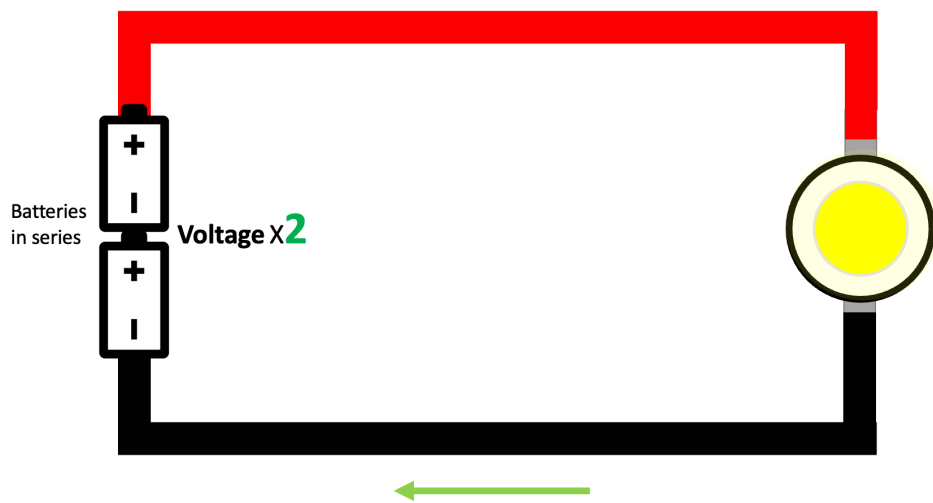 +
–
Batteries
in series
Voltage X2
+
–